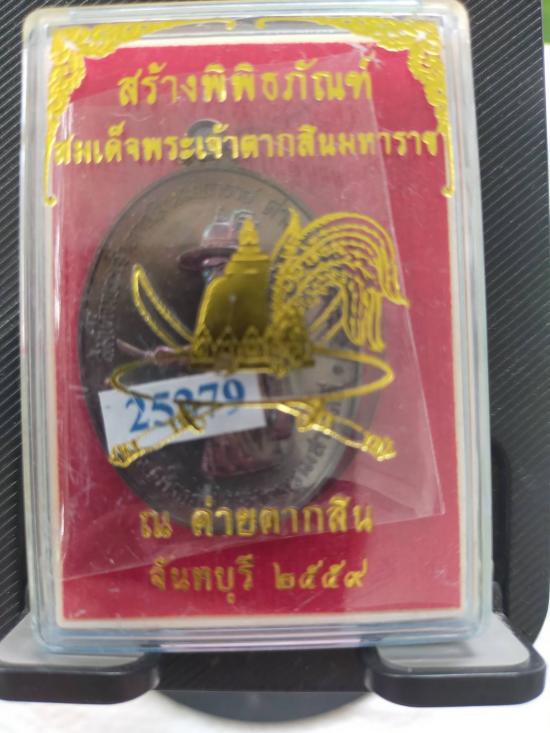 สร้างพิพิธภัณฑ์
สมเด็จพระเจ้าตากสินมหาราช
25279
ณ ค่ายตากสิน
จันทบุรี ๒๕๕๙